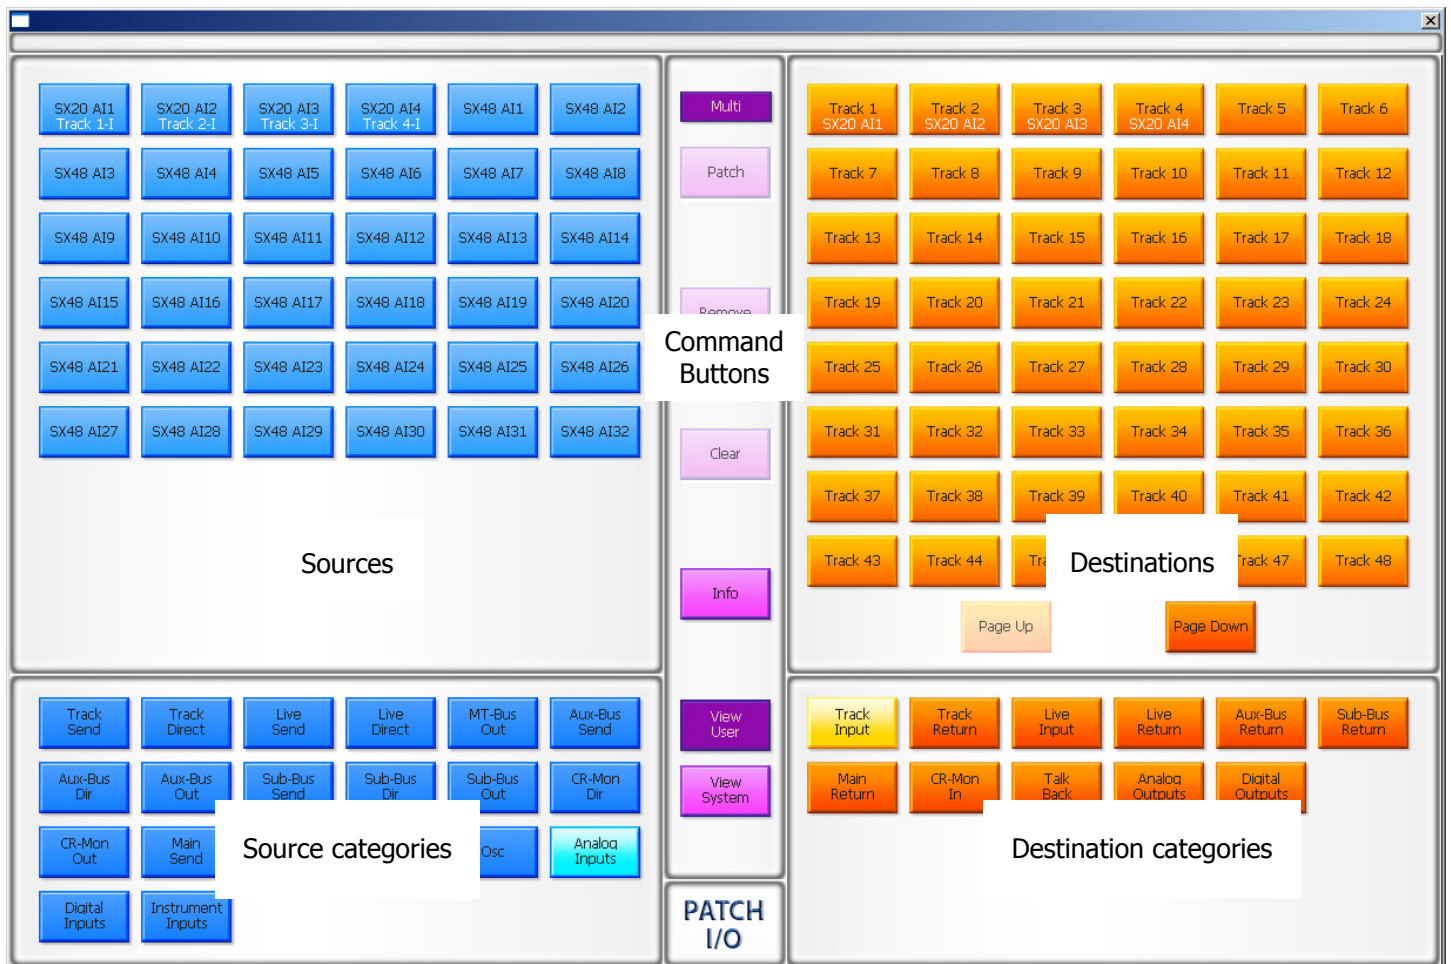 SX20 AI1
Track 1-I
SX20 AI2
Track 2-I
SX20 AI3
Track 3-I
SX20 AI4
Track 4-I
SX48 AI1
SX48 AI2
SX48 AI3
SX48 AI4
SX48 AI5
SX48 AI6
SX48 AI7
SX48 AI8
SX48 AI9
SX48 AI10
SX48 AI11
SX48 AI12
SX48 AI13
SX48 AI14
SX48 AI15
SX48 AI16
SX48 AI17
SX48 AI18
SX48 AI19
SX48 AI20
SX48 AI21
SX48 AI22
SX48 AI23
SX48 AI24
SX48 AI25
SX48 AI26
SX48 AI27
SX48 AI28
SX48 AI29
SX48 AI30
SX48 AI31
SX48 AI32
Sources
Multi
Patch
Remove
Command
Buttons
Clear
Info
View
User
View
System
PATCH
I/O
Track 1
SX20 AI1
Track 2
SX20 AI2
Track 3
SX20 AI3
Track 4
SX20 AI4
Track 5
Track 6
Track 7
Track 8
Track 9
Track 10
Track 11
Track 12
Track 13
Track 14
Track 15
Track 16
Track 17
Track 18
Track 19
Track 20
Track 21
Track 22
Track 23
Track 24
Track 25
Track 26
Track 27
Track 28
Track 29
Track 30
Track 31
Track 32
Track 33
Track 34
Track 35
Track 36
Track 37
Track 38
Track 39
Track 40
Track 41
Track 42
Track 43
Track 44
Destinations
Track 47
Track 48
Page Up
Page Down
Track
Send
Track
Direct
Live
Send
Live
Direct
MT-Bus
Out
Aux-Bus
Send
Aux-Bus
Dir
Aux-Bus
Out
Sub-Bus
Send
Sub-Bus
Dir
Sub-Bus
Out
CR-Mon
Dir
CR-Mon
Out
Main
Send
Source categories
Osc
Analog
Inputs
Digital
Inputs
Instrument
Inputs
Track
Input
Track
Return
Live
Input
Live
Return
Aux-Bus
Return
Sub-Bus
Return
Main
Return
CR-Mon
In
Talk
Back
Analog
Outputs
Digital
Outputs
Destination categories